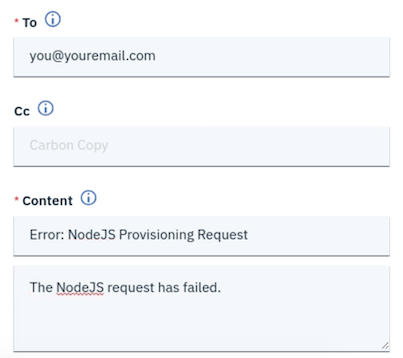 * To
you@youremail.com
Cc
Carbon Copy
* Content
Error: NodeJS Provisioning Request
The NodeJS request has failed.